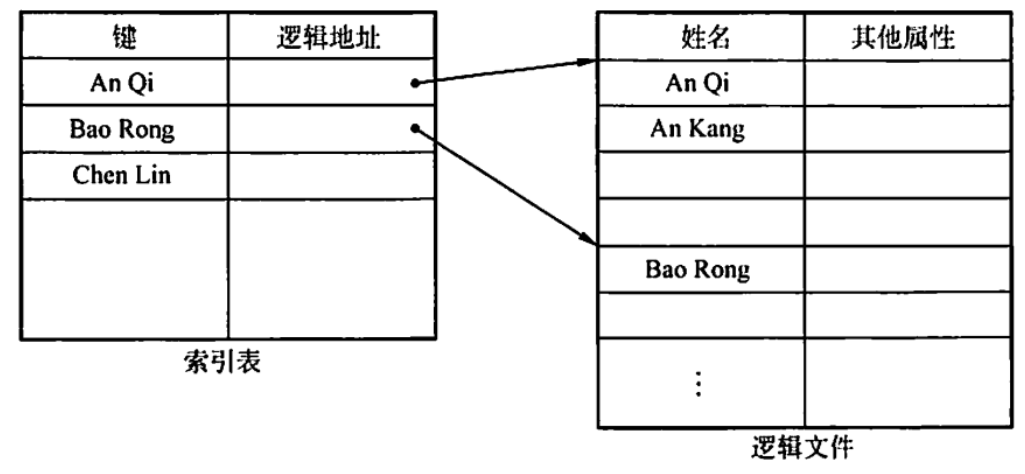 键 逻辑地址
An Qi
Bao Rong
Chen Lin
索引表
姓名 其他属性
An Qi
An Kang
Bao Rong
⋮
逻辑文件